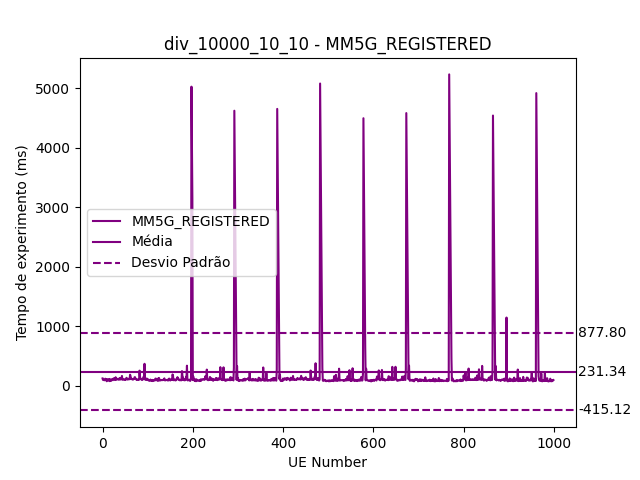 div_10000_10_10 - MM5G_REGISTERED
Tempo de experimento (ms)
5000
4000
3000
2000
1000
0
MM5G_REGISTERED
Média
Desvio Padrão
877.80
231.34
-415.12
0
200
400
600
800
1000
UE Number